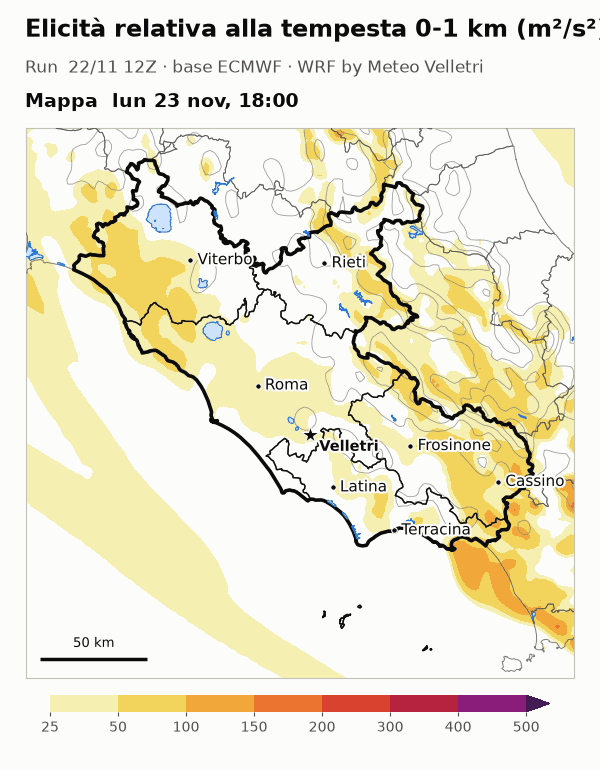 Elicità relativa alla tempesta 0-1 km (m²/s²)
Run 22/11 12Z · base ECMWF · WRF by Meteo Velletri
Mappa lun 23 nov, 18:00
Viterbo
Rieti
Roma
Velletri
Frosinone
Cassino
Latina
Terracina
50 km
25 50 100 150 200 300 400 500